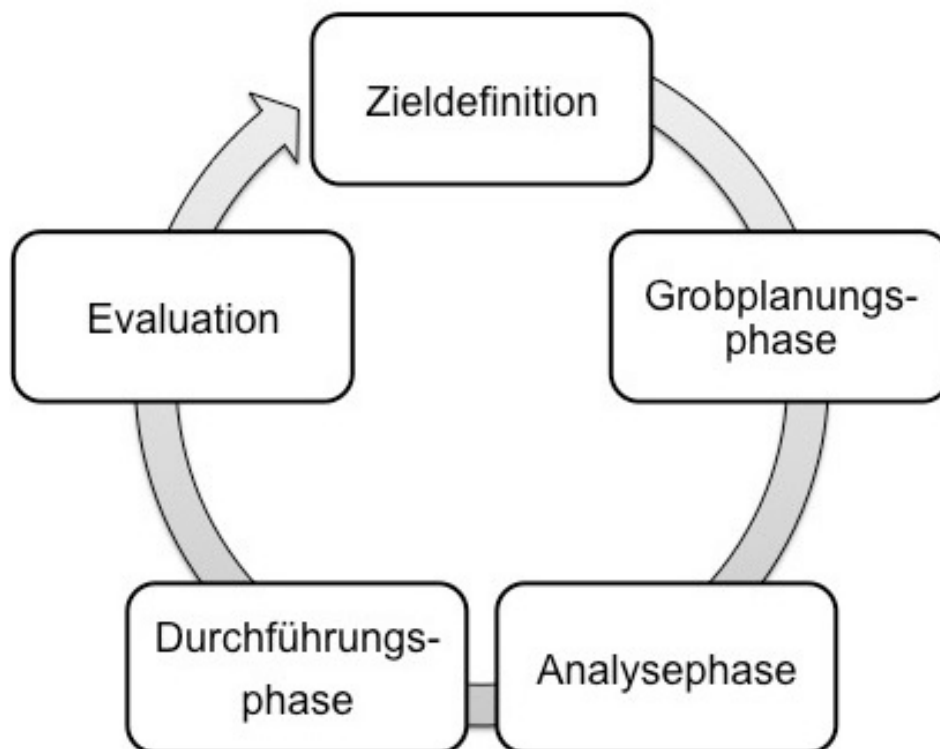 Zieldefinition
Grobplanungs-
phase
Analysephase
Durchführungs-
phase
Evaluation